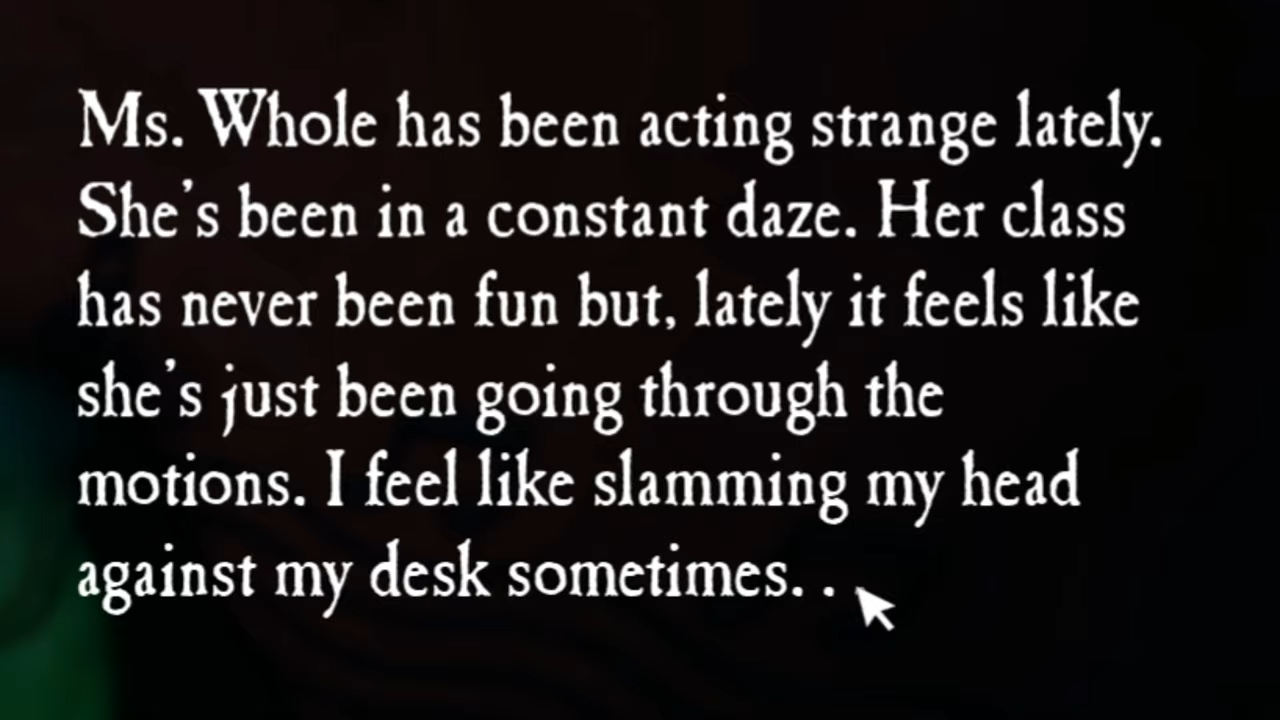 Ms. Whole has been acting strange lately.
She's been in a constant daze. Her class
has never been fun but, lately it feels like
she's just been going through the
motions. I feel like slamming my head
against my desk sometimes. .